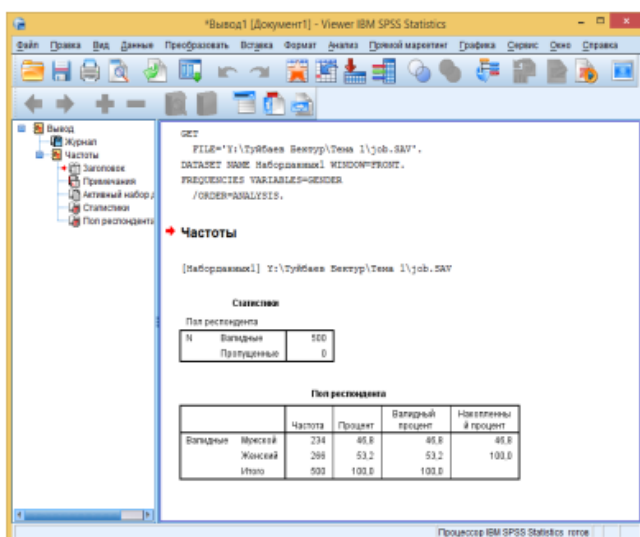 *Вывод1 [Документ1] - Viewer IBM SPSS Statistics
Файл Правка Вид Данные Преобразовать Вставка Формат Анализ Прямой маркетинг Графика Сервис Окно Справка
Вывод
Журнал
Частоты
Заголовок
Примечания
Активный набор д
Статистики
Пол респондента
GET
FILE='Y:\Туйбаев Бектур\Тема 1\job.SAV'.
DATASET NAME Наборданных1 WINDOW=FRONT.
FREQUENCIES VARIABLES=GENDER
/ORDER=ANALYSIS.
Частоты
[Наборданных1] Y:\Туйбаев Бектур\Тема 1\job.SAV
Статистики
Пол респондента
N Валидные 500
Пропущенные 0
Пол респондента
Частота Процент Валидный процент Накопленный процент
Валидные Мужской 234 46,8 46,8 46,8
Женский 266 53,2 53,2 100,0
Итого 500 100,0 100,0
Процессор IBM SPSS Statistics готов